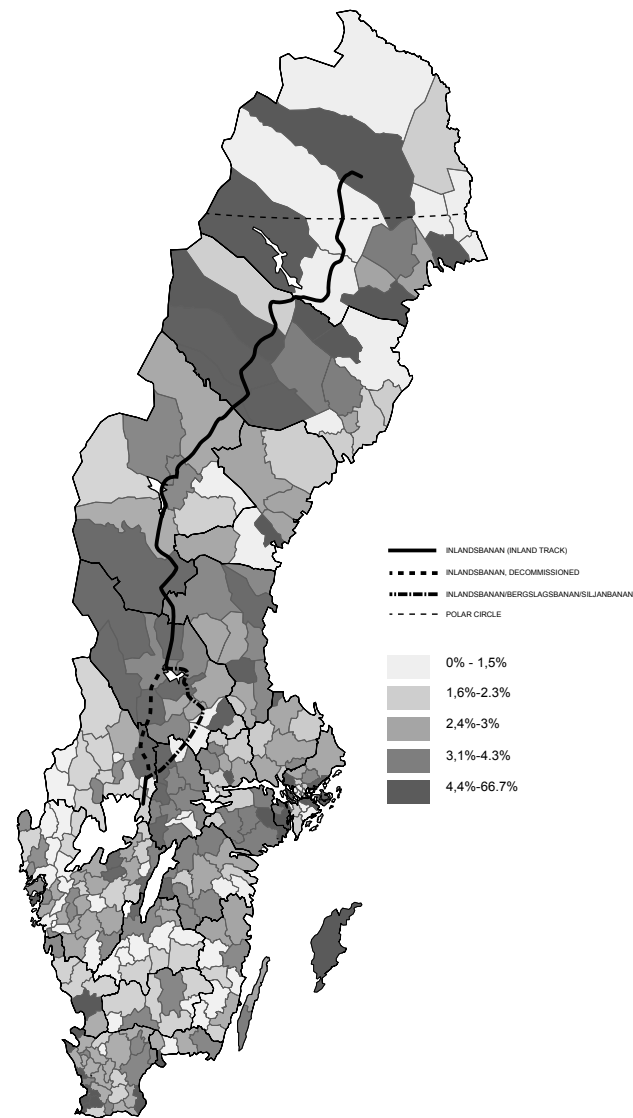 INLANDSBANAN (INLAND TRACK)
INLANDSBANAN, DECOMMISSIONED
INLANDSBANAN/BERGSLAGSBANAN/SILJANBANAN
POLAR CIRCLE
0% - 1,5%
1,6%-2.3%
2,4%-3%
3,1%-4.3%
4,4%-66.7%